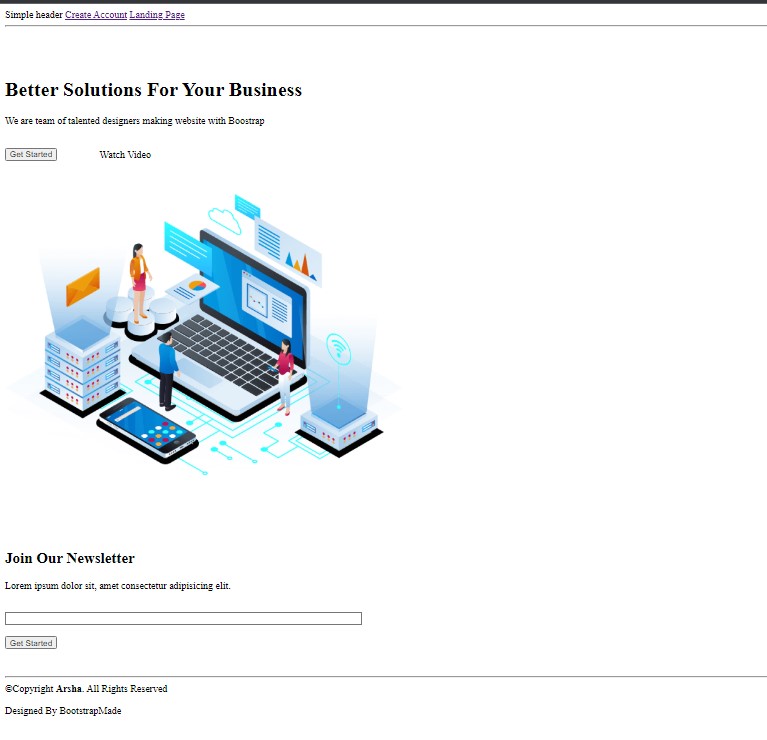 Simple header Create Account Landing Page
Better Solutions For Your Business
We are team of talented designers making website with Boostrap
Get Started Watch Video
Join Our Newsletter
Lorem ipsum dolor sit, amet consectetur adipisicing elit.
Get Started
©Copyright Arsha. All Rights Reserved
Designed By BootstrapMade